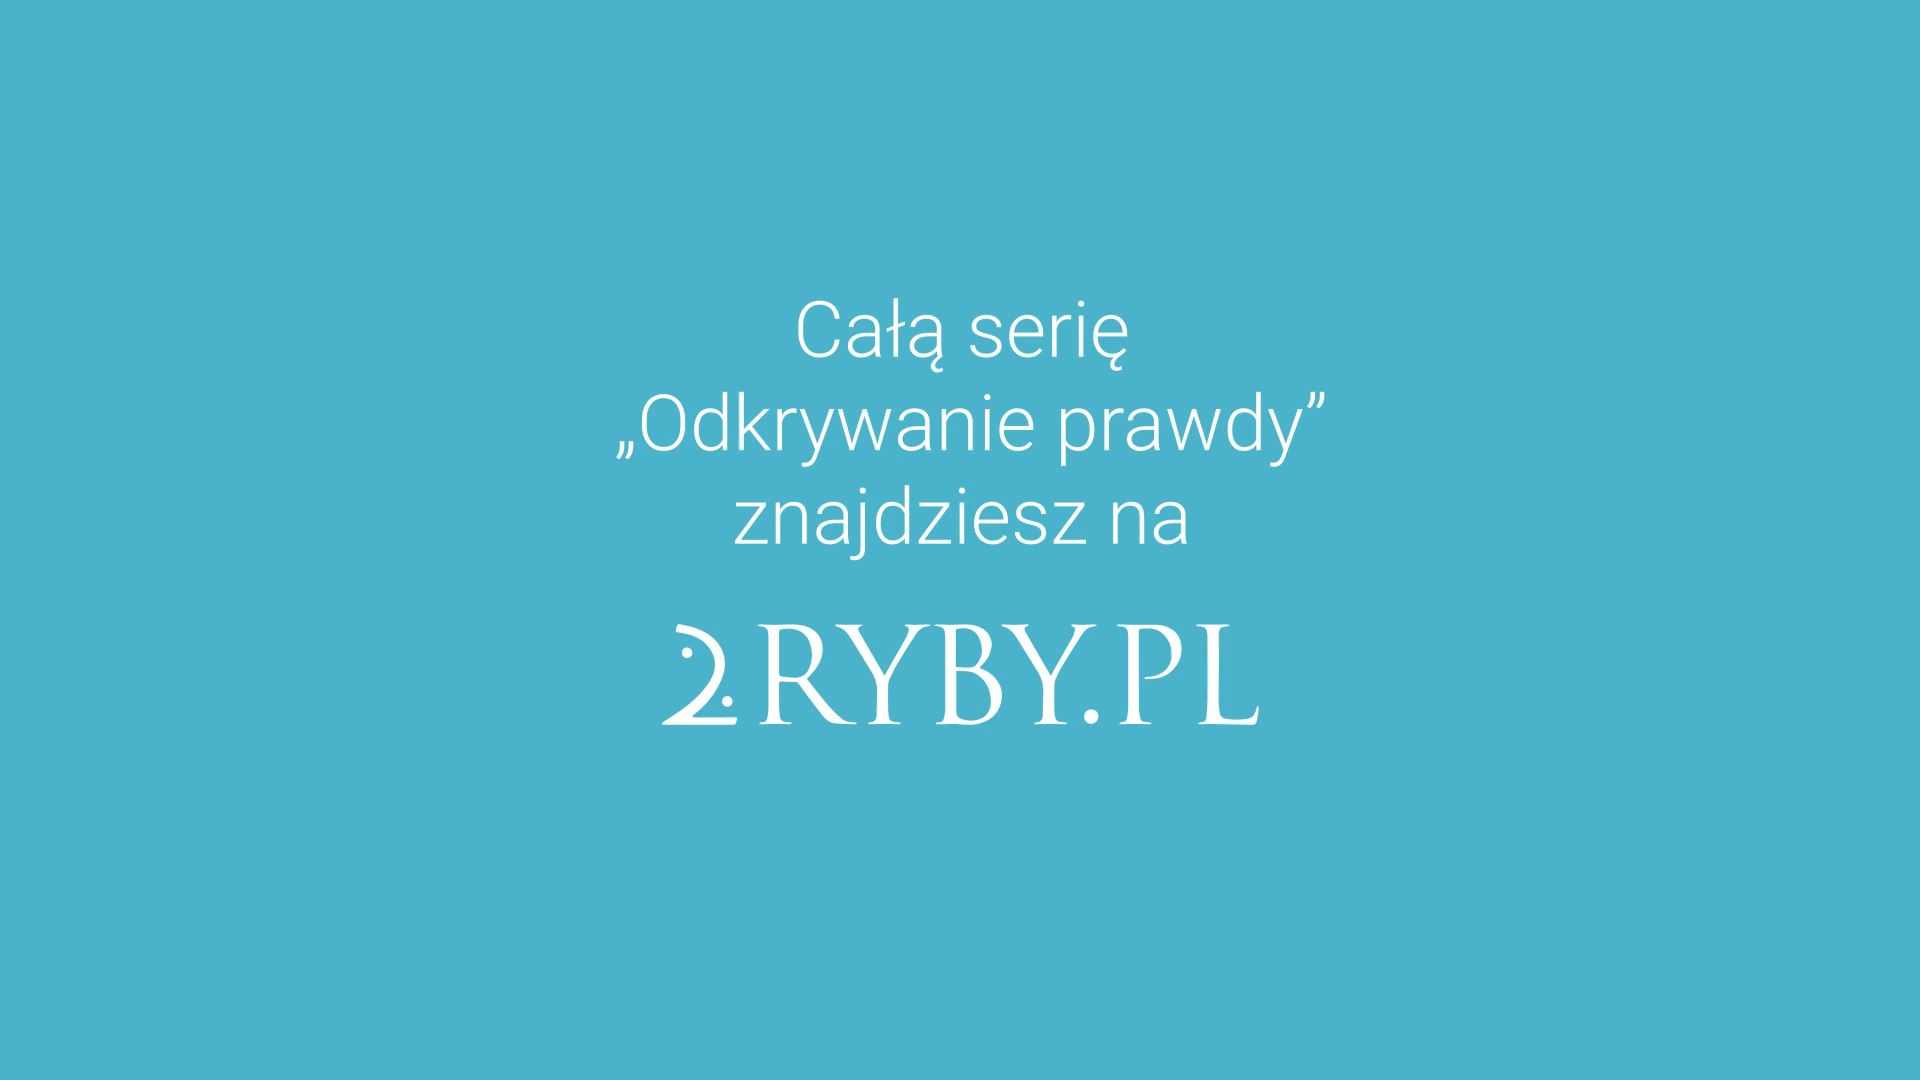 Całą serię
„Odkrywanie prawdy”
znajdziesz na
2RYBY.PL